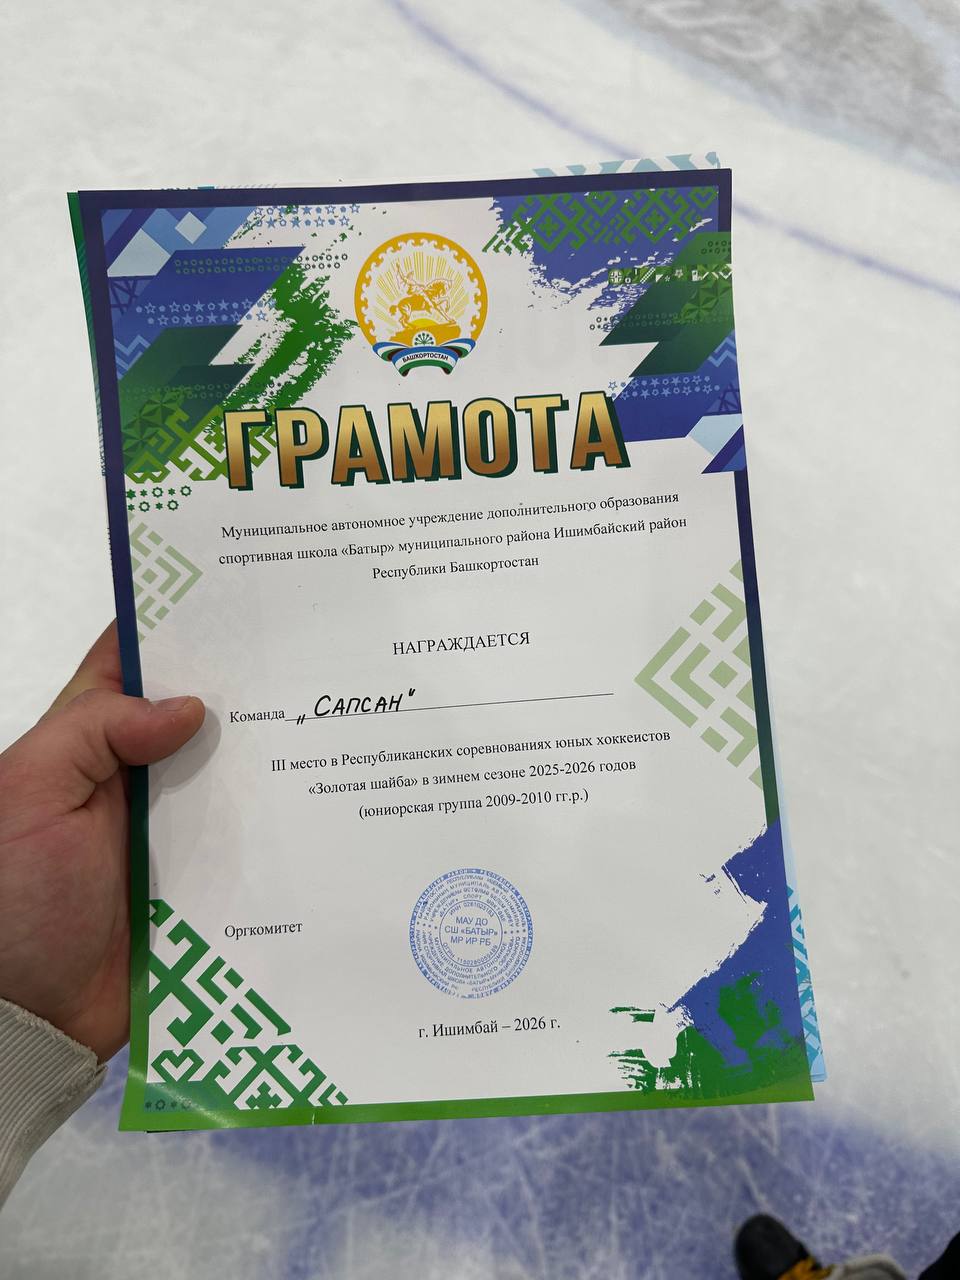 БАШКОРТОСТАН
ГРАМОТА
Муниципальное автономное учреждение дополнительного образования
спортивная школа «Батыр» муниципального района Ишимбайский район
Республики Башкортостан
НАГРАЖДАЕТСЯ
Команда „Сапсан"
III место в Республиканских соревнованиях юных хоккеистов
«Золотая шайба» в зимнем сезоне 2025-2026 годов
(юниорская группа 2009-2010 гг.р.)
Оргкомитет
МАУ ДО
СШ «БАТЫР»
МР ИР РБ
г. Ишимбай – 2026 г.